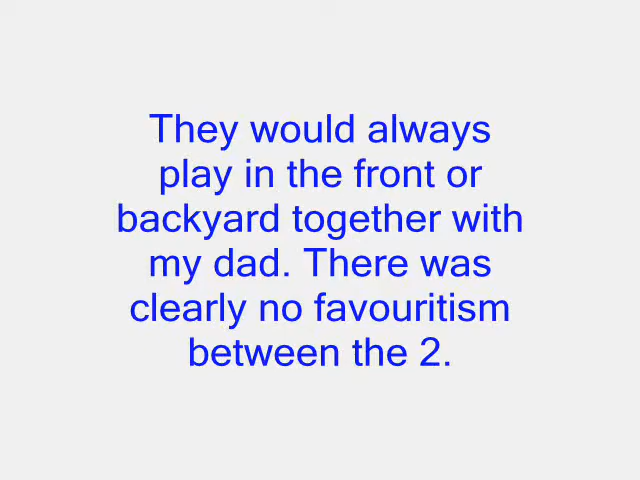 They would always
play in the front or
backyard together with
my dad. There was
clearly no favouritism
between the 2.